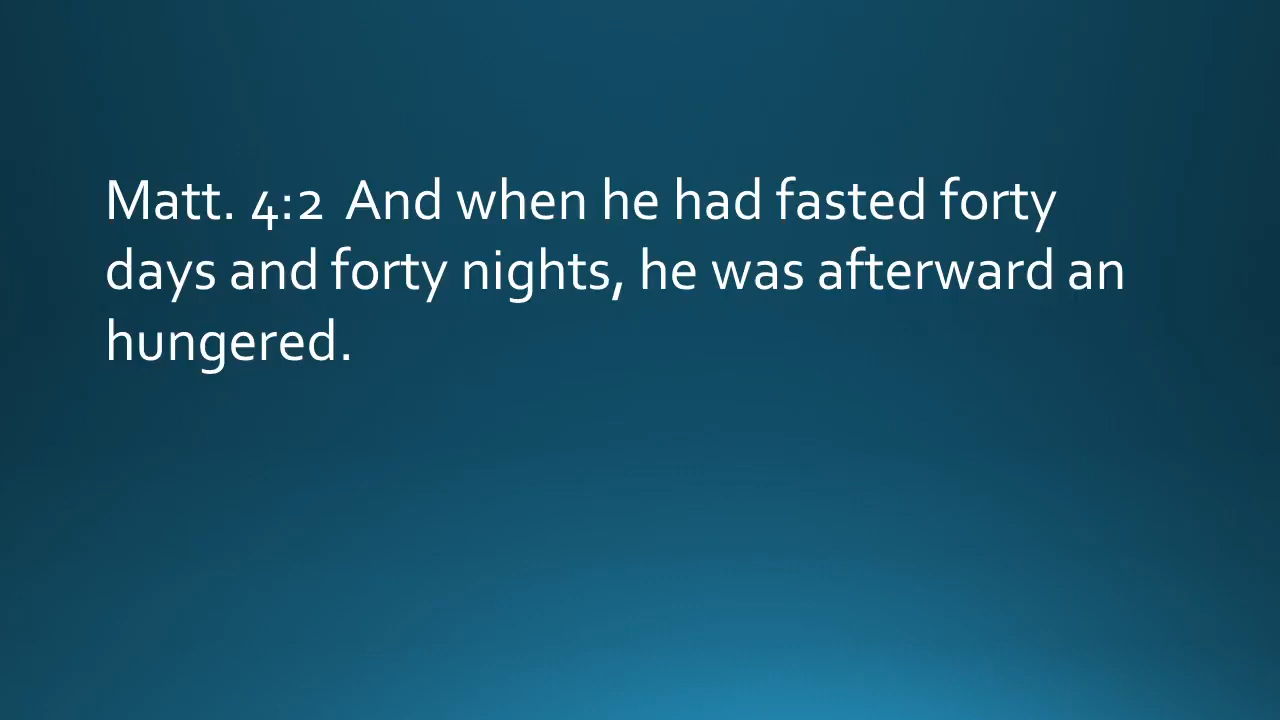 Matt. 4:2  And when he had fasted forty
days and forty nights, he was afterward an
hungered.